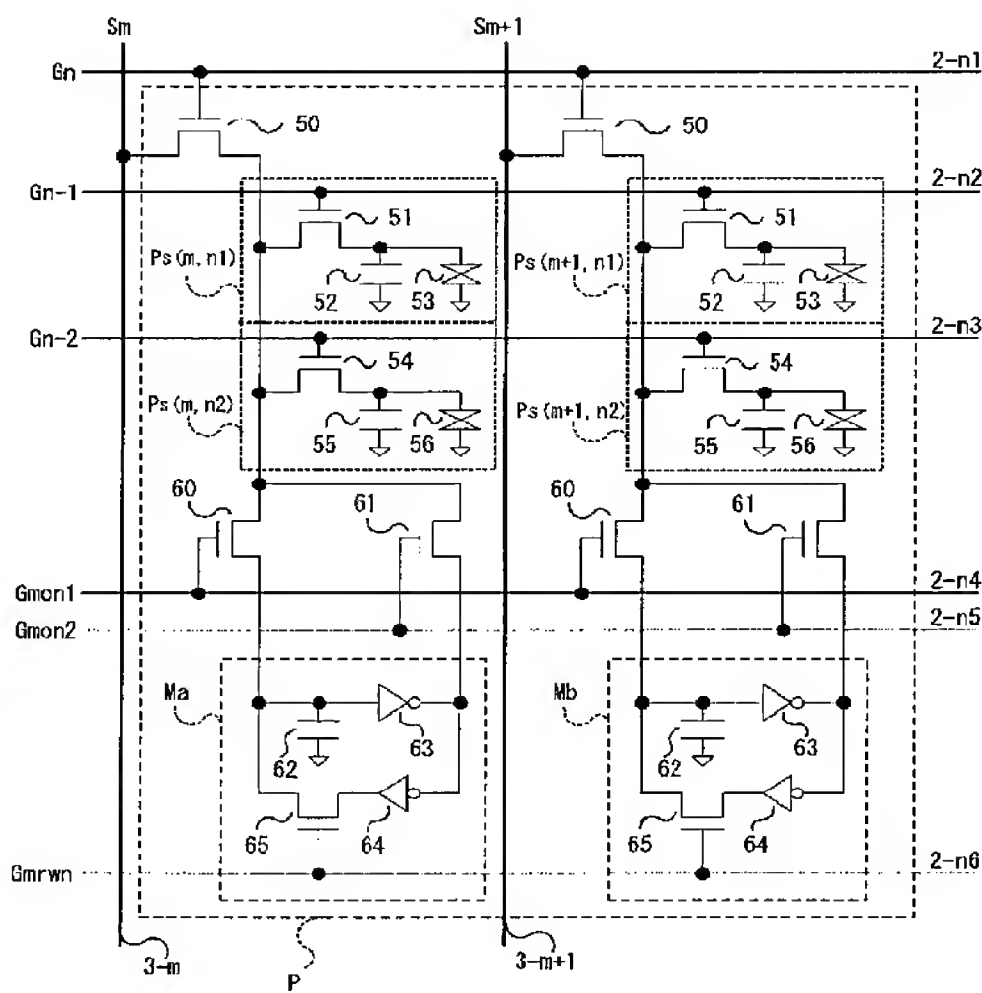 Sm Sm+1
Gn 2-n1
50 50
Gn-1 2-n2
51 51
Ps(m, n1) Ps(m+1, n1)
52 53 52 53
Gn-2 2-n3
54 54
Ps(m, n2) Ps(m+1, n2)
55 56 55 56
60 61 60 61
Gmon1 2-n4
Gmon2 2-n5
Ma Mb
62 63 62 63
65 64 65 64
Gmrwn 2-n6
3-m P 3-m+1